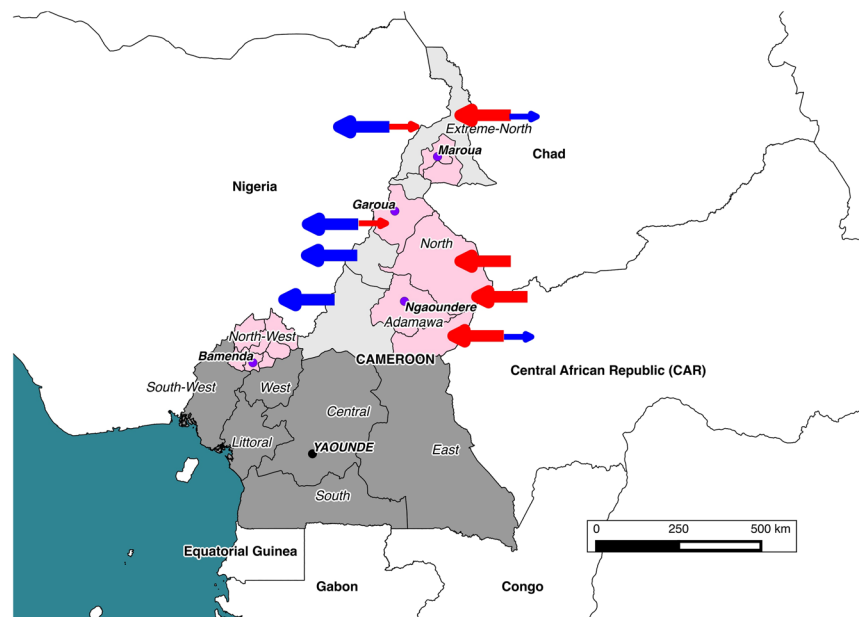 Extreme-North
Maroua
Chad
Nigeria
Garoua
North
Ngaoundere
Adamawa
North-West
Bamenda
CAMEROON
Central African Republic (CAR)
South-West
West
Central
Littoral
YAOUNDE
East
South
0 250 500 km
Equatorial Guinea
Gabon
Congo